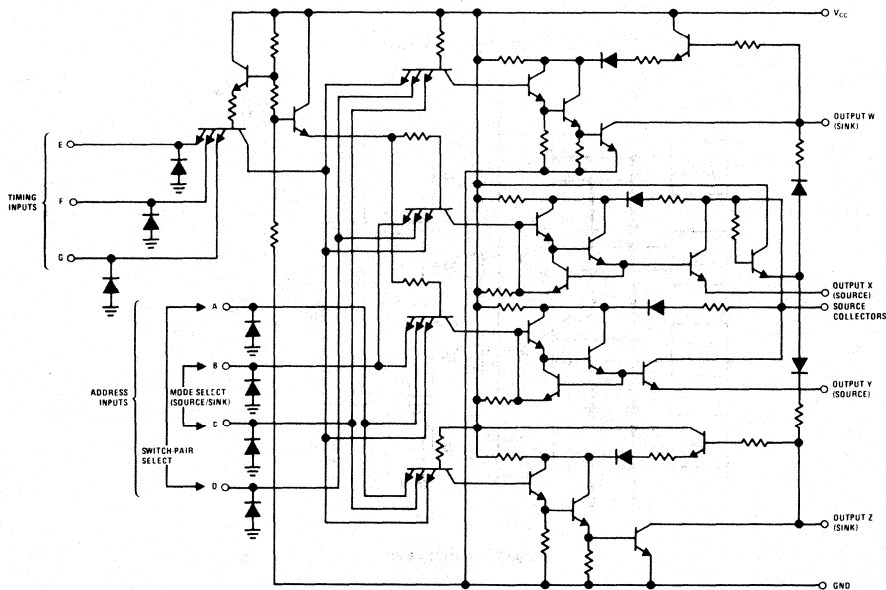 VCC
OUTPUT W
(SINK)
E
TIMING
INPUTS
F
G
OUTPUT X
(SOURCE)
SOURCE
COLLECTORS
A
B
ADDRESS
INPUTS
MODE SELECT
(SOURCE/SINK)
C
OUTPUT Y
(SOURCE)
SWITCH-PAIR
SELECT
D
OUTPUT Z
(SINK)
GND